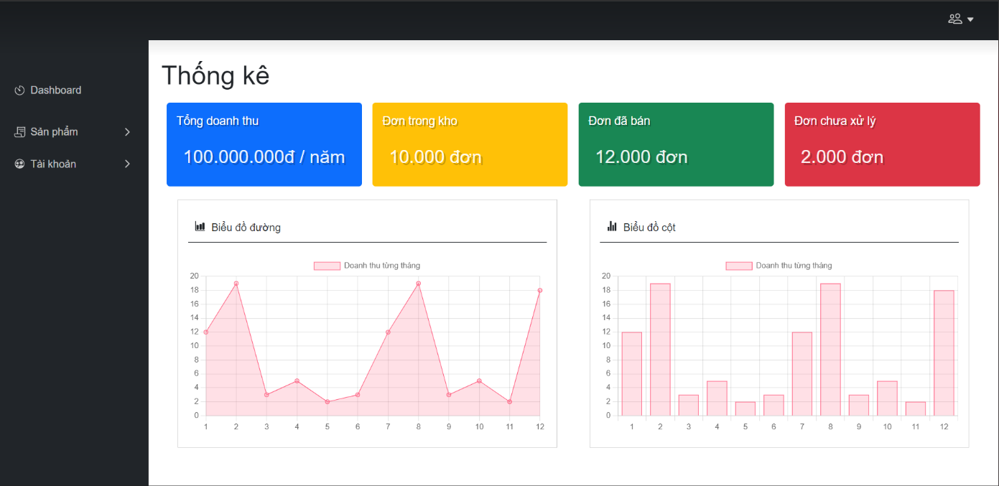 Dashboard
Sản phẩm
Tài khoản
Thống kê
Tổng doanh thu
100.000.000đ / năm
Đơn trong kho
10.000 đơn
Đơn đã bán
12.000 đơn
Đơn chưa xử lý
2.000 đơn
Biểu đồ đường
Doanh thu từng tháng
20
18
16
14
12
10
8
6
4
2
0
1 2 3 4 5 6 7 8 9 10 11 12
Biểu đồ cột
Doanh thu từng tháng
20
18
16
14
12
10
8
6
4
2
0
1 2 3 4 5 6 7 8 9 10 11 12